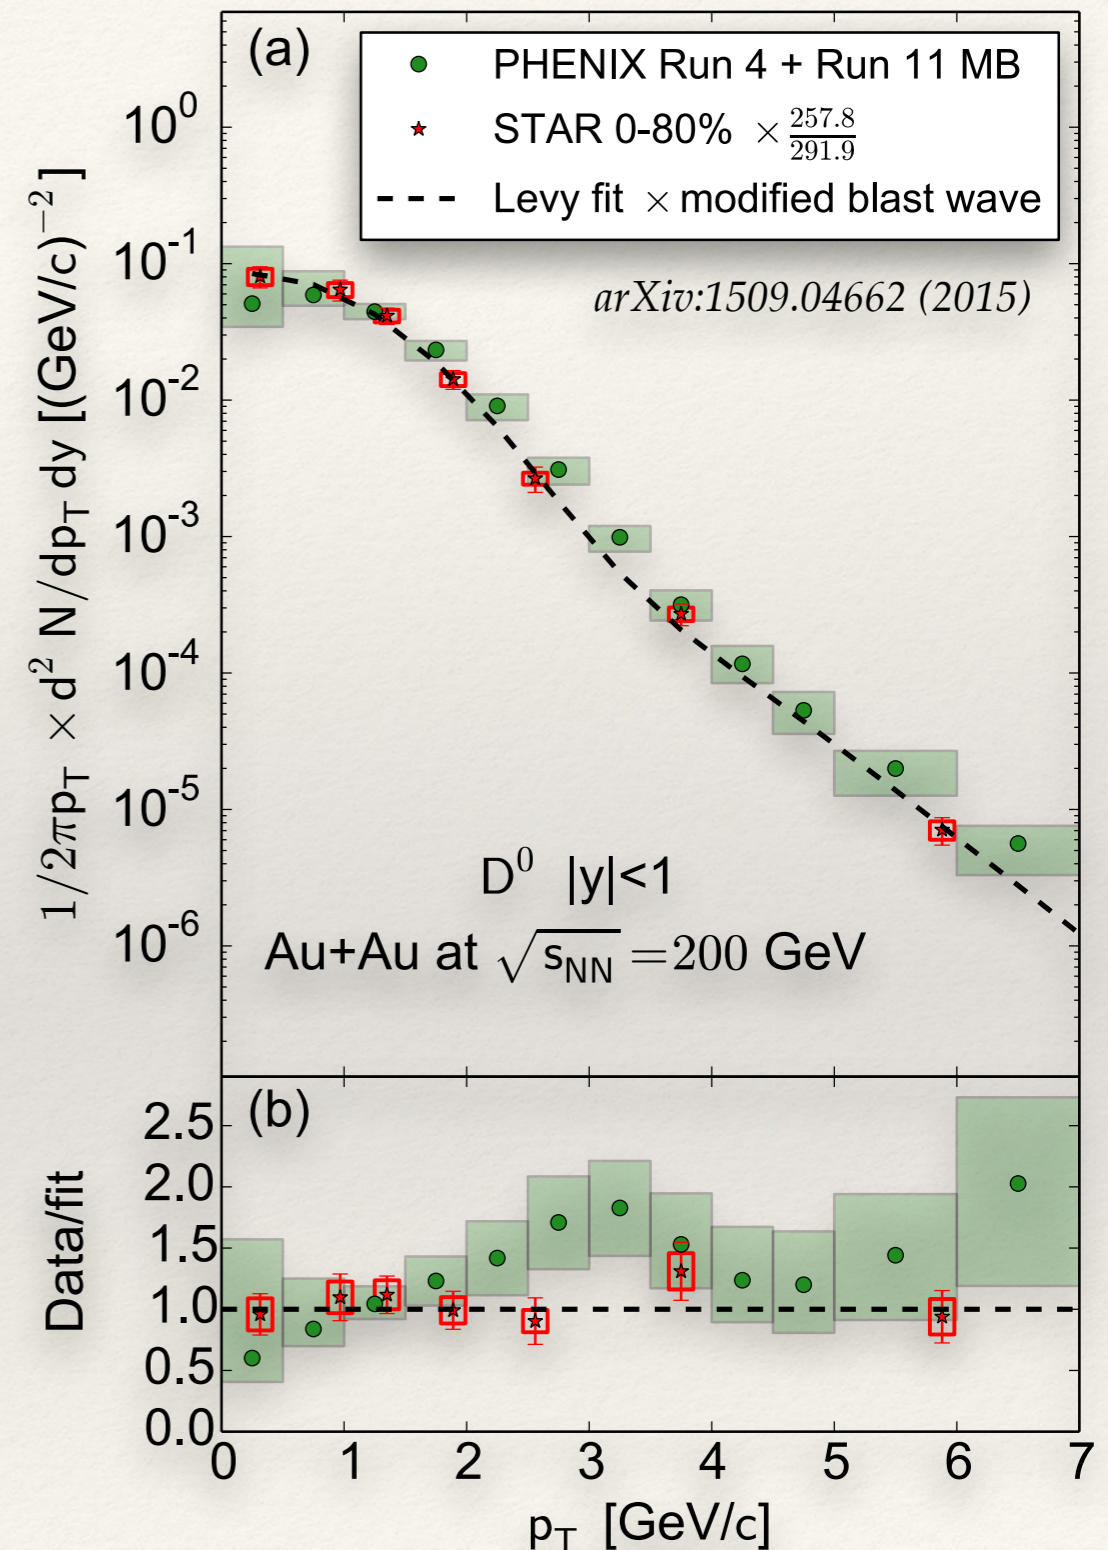 (a)
PHENIX Run 4 + Run 11 MB
STAR 0-80% × 257.8/291.9
Levy fit × modified blast wave
arXiv:1509.04662 (2015)
10^0
10^-1
10^-2
10^-3
10^-4
10^-5
10^-6
1/2πp_T × d^2 N/dp_T dy [(GeV/c)^-2]
D^0 |y|<1
Au+Au at √s_NN =200 GeV
(b)
2.5
2.0
1.5
1.0
0.5
0.0
Data/fit
0 1 2 3 4 5 6 7
p_T [GeV/c]